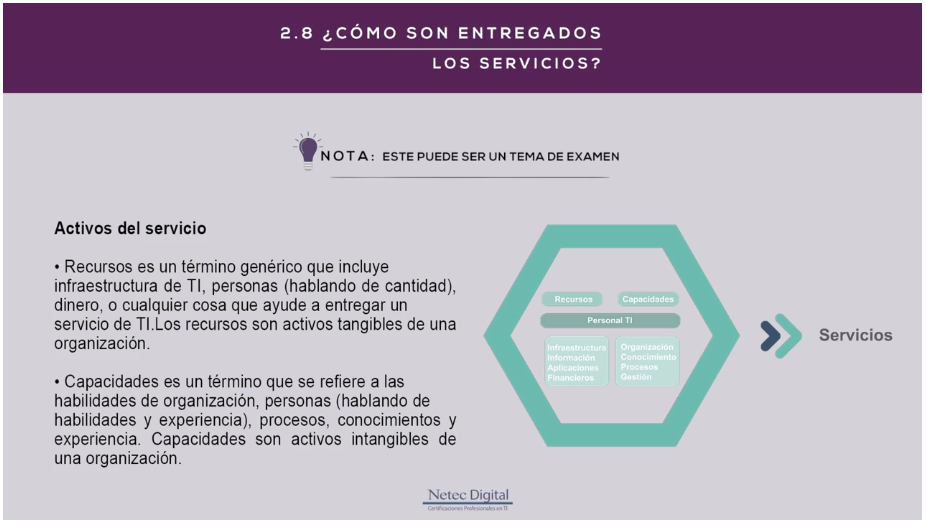 2.8 ¿CÓMO SON ENTREGADOS
LOS SERVICIOS?
NOTA: ESTE PUEDE SER UN TEMA DE EXAMEN
Activos del servicio
• Recursos es un término genérico que incluye
infraestructura de TI, personas (hablando de cantidad),
dinero, o cualquier cosa que ayude a entregar un
servicio de TI.Los recursos son activos tangibles de una
organización.
• Capacidades es un término que se refiere a las
habilidades de organización, personas (hablando de
habilidades y experiencia), procesos, conocimientos y
experiencia. Capacidades son activos intangibles de
una organización.
Recursos
Capacidades
Personal TI
Infraestructura
Información
Aplicaciones
Financieros
Organización
Conocimiento
Procesos
Gestión
Servicios
Netec Digital
Certificaciones Profesionales en TI